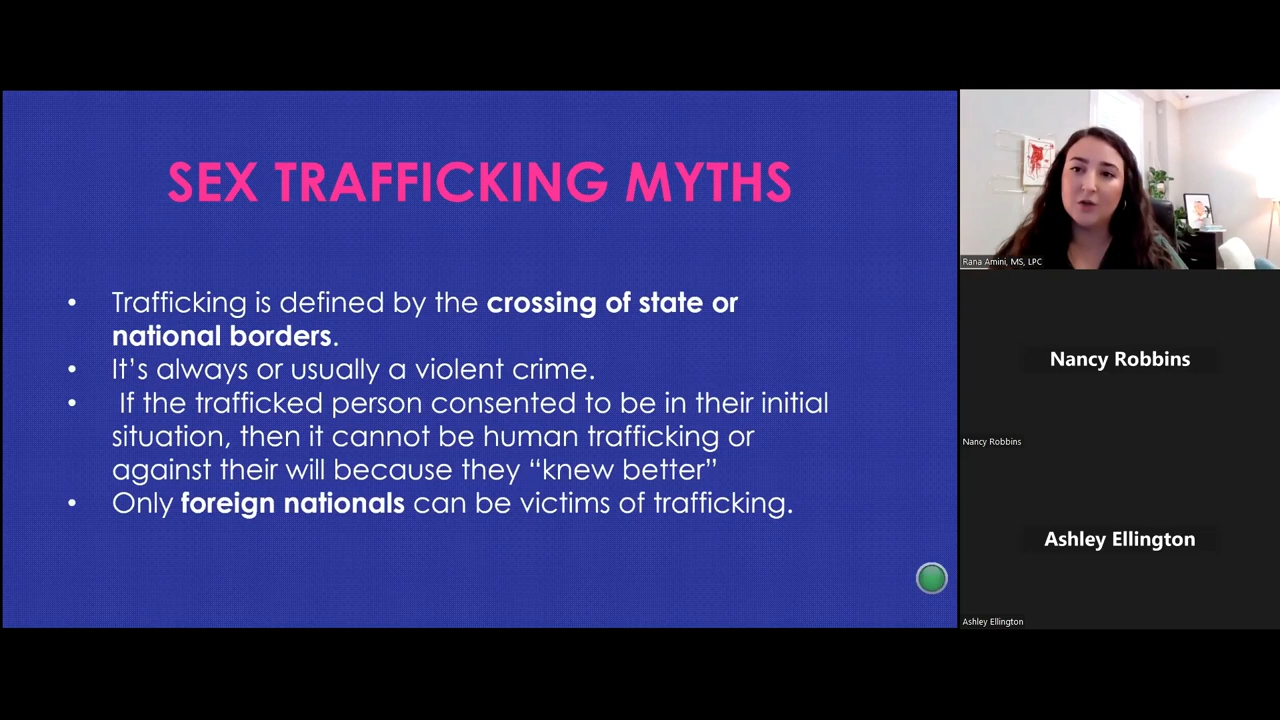 SEX TRAFFICKING MYTHS
• Trafficking is defined by the crossing of state or
national borders.
• It’s always or usually a violent crime.
• If the trafficked person consented to be in their initial
situation, then it cannot be human trafficking or
against their will because they “knew better”
• Only foreign nationals can be victims of trafficking.
Rana Amini, MS, LPC
Nancy Robbins
Nancy Robbins
Ashley Ellington
Ashley Ellington